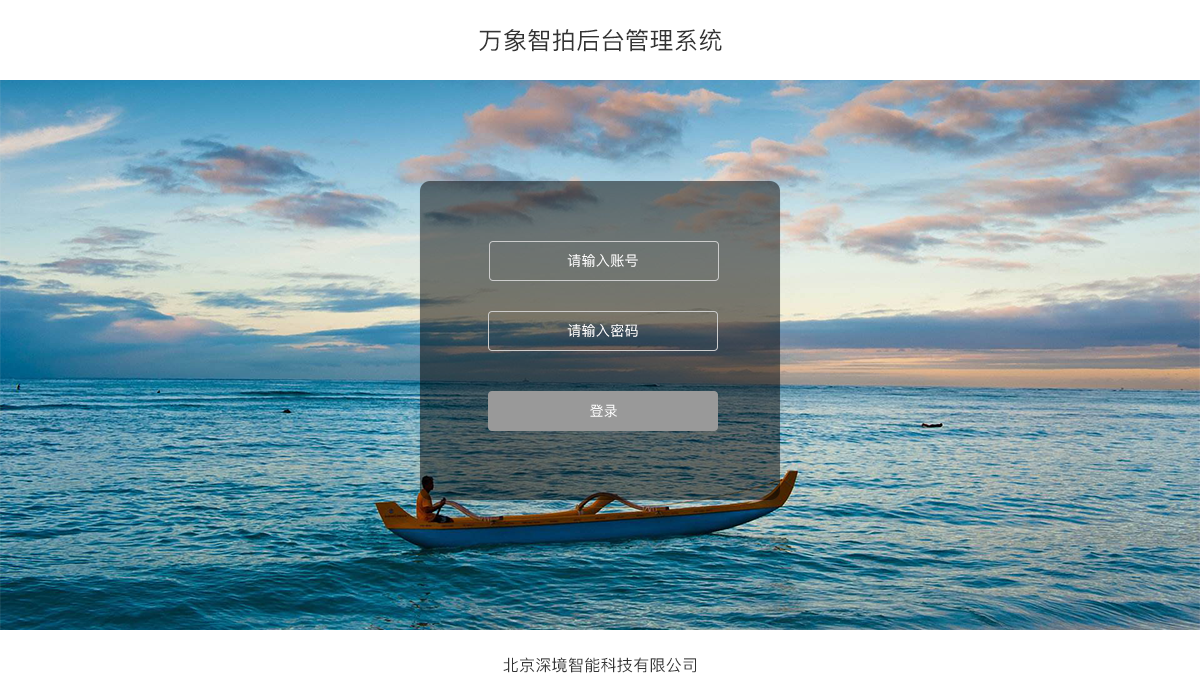 万象智拍后台管理系统
请输入账号
请输入密码
登录
北京深境智能科技有限公司